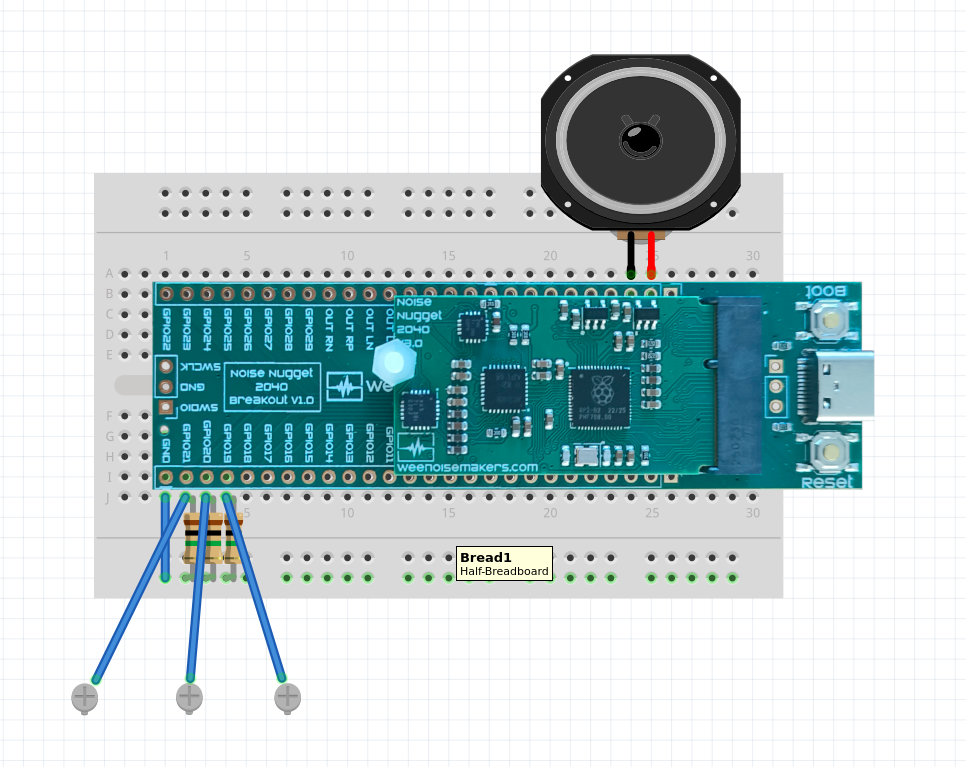 1 5 10 15 20 25 30
A
B
C
D
E
F
G
H
I
J
GPIO22
GPIO23
GPIO24
GPIO25
GPIO26
GPIO27
GPIO28
GPIO29
OUT RN
OUT RP
OUT LN
NOISE
NUGGET
2040
V3.0
BOOT
SWCLK
GND
SWDIO
NOISE NUGGET
2040
BREAKOUT V1.0
We
GND
GPIO21
GPIO20
GPIO19
GPIO18
GPIO17
GPIO16
GPIO15
GPIO14
GPIO13
GPIO12
GPIO11
weenoisemakers.com
RESET
5 10 15 20 25 30
Bread1
Half-Breadboard